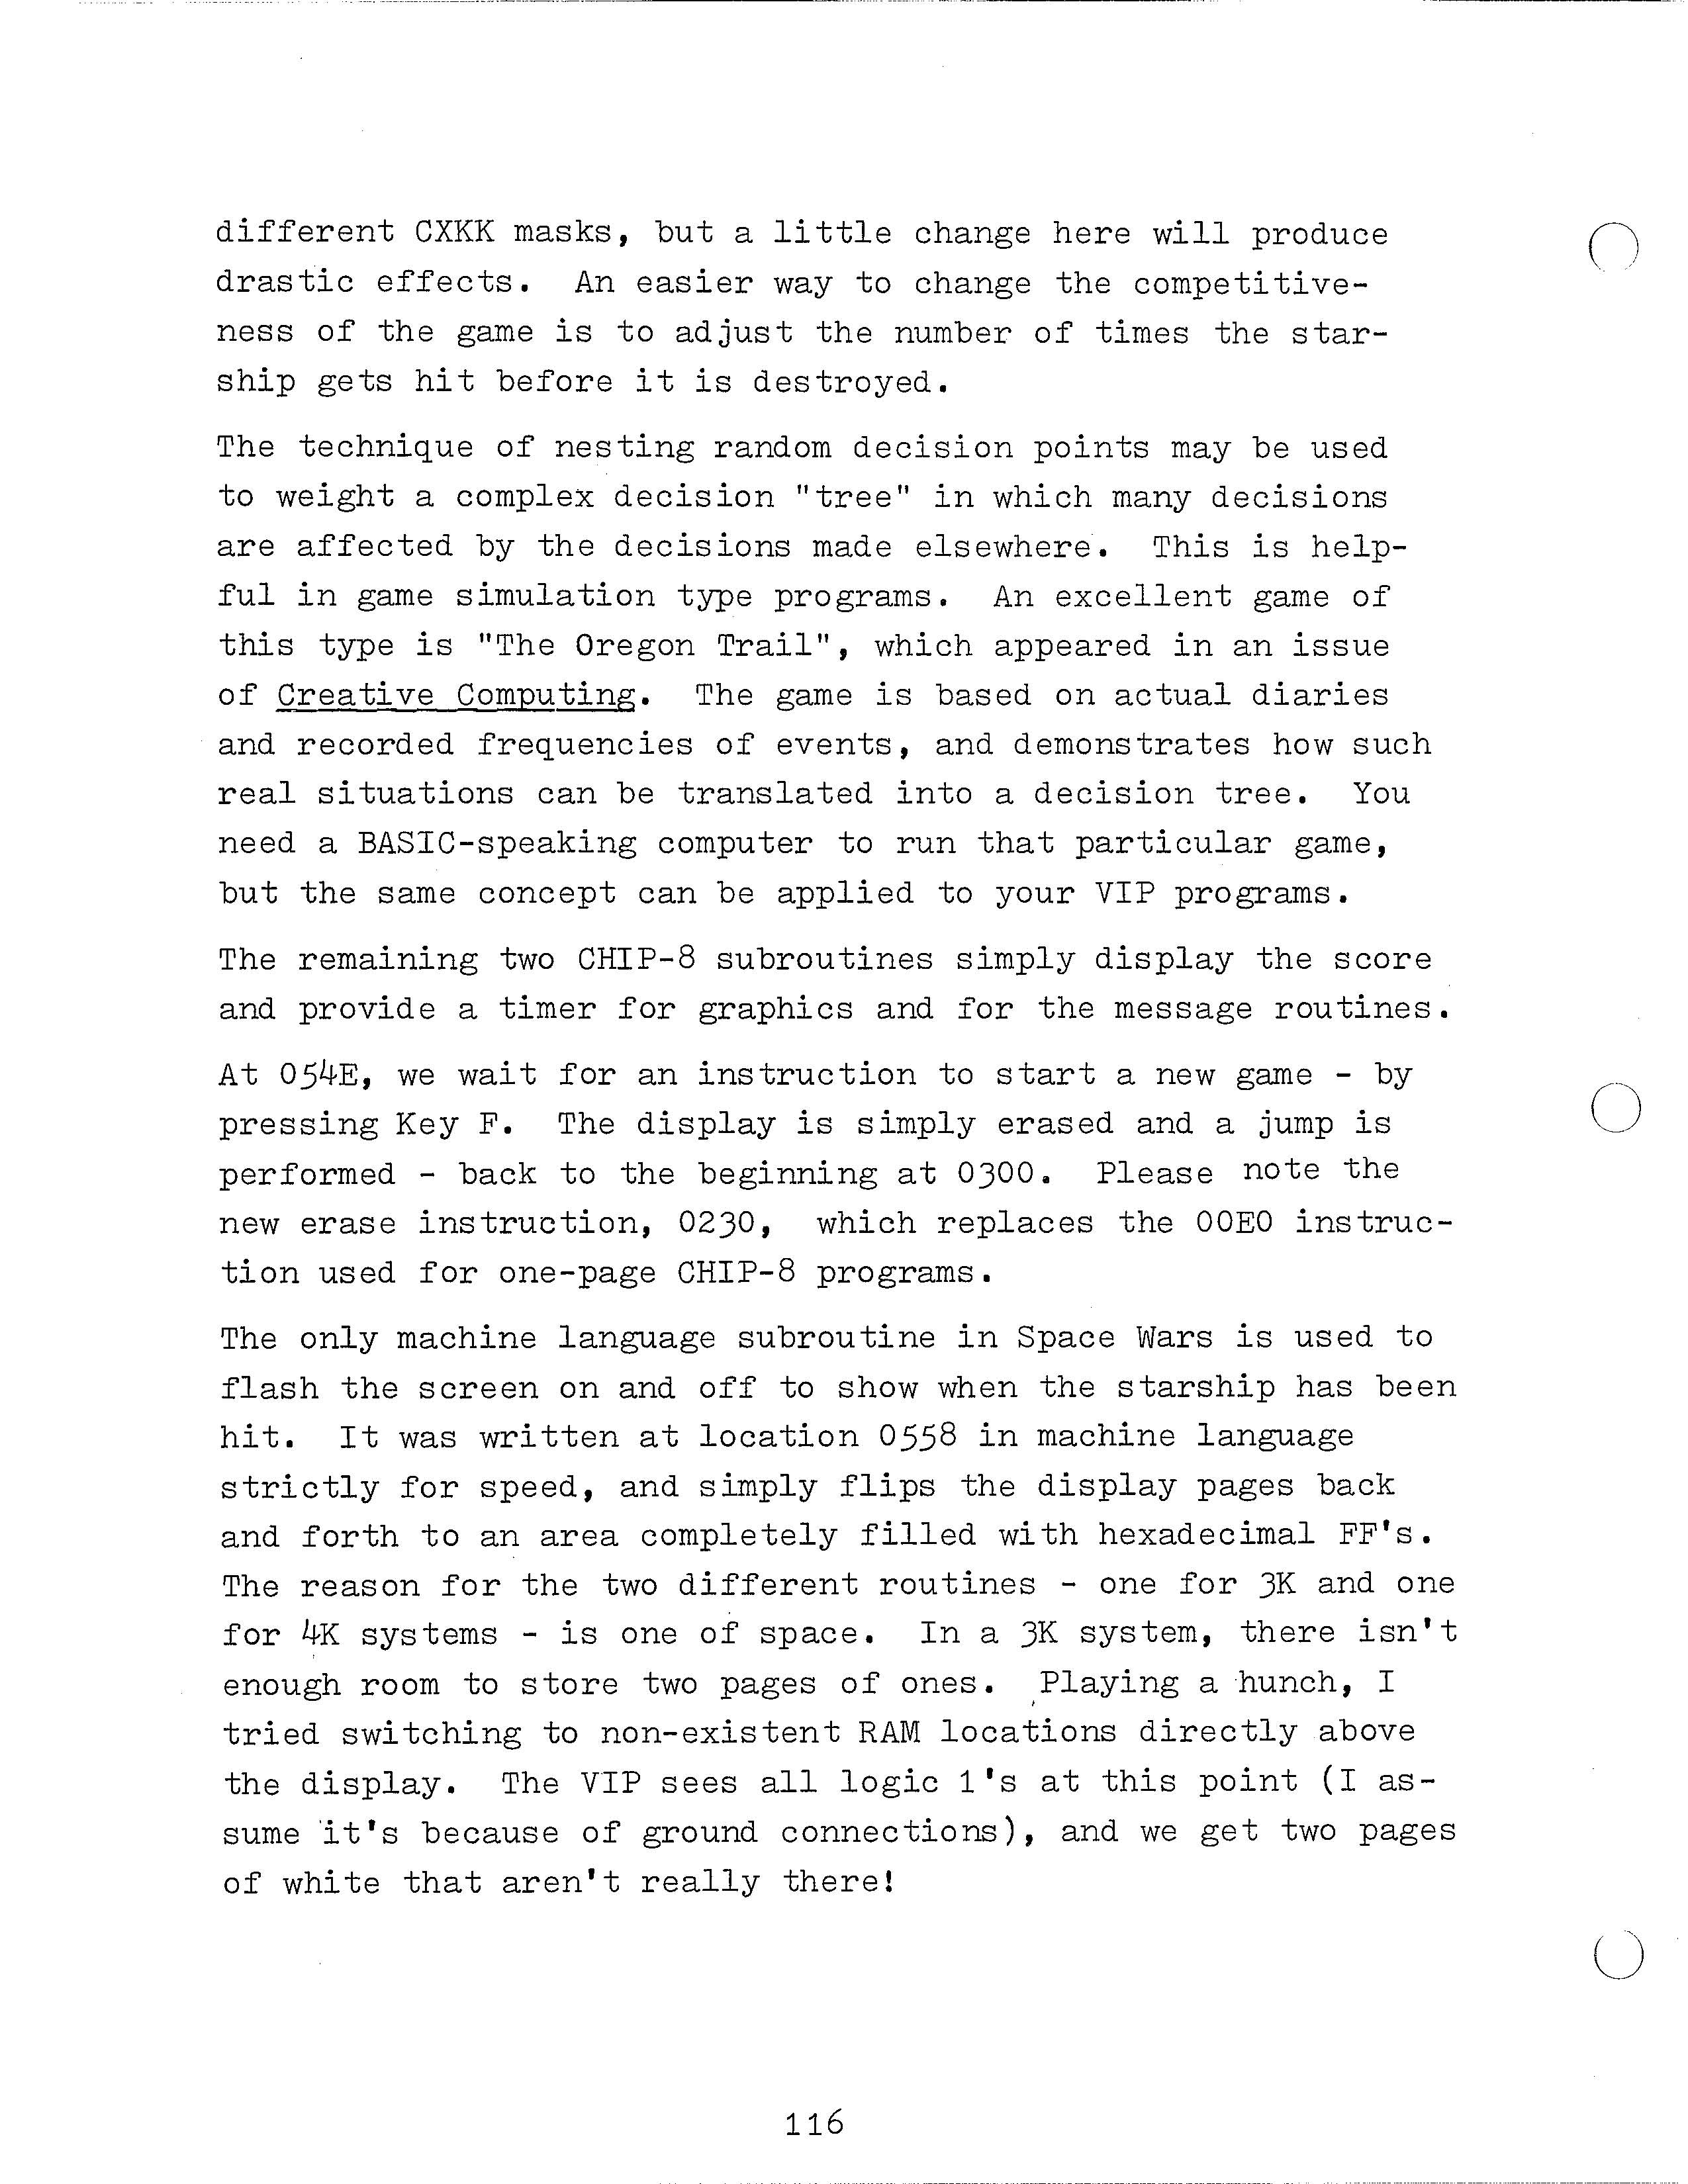 different CXKK masks, but a little change here will produce
drastic effects.  An easier way to change the competitive-
ness of the game is to adjust the number of times the star-
ship gets hit before it is destroyed.
The technique of nesting random decision points may be used
to weight a complex decision "tree" in which many decisions
are affected by the decisions made elsewhere.  This is help-
ful in game simulation type programs.  An excellent game of
this type is "The Oregon Trail", which appeared in an issue
of Creative Computing.  The game is based on actual diaries
and recorded frequencies of events, and demonstrates how such
real situations can be translated into a decision tree.  You
need a BASIC-speaking computer to run that particular game,
but the same concept can be applied to your VIP programs.
The remaining two CHIP-8 subroutines simply display the score
and provide a timer for graphics and for the message routines.
At 054E, we wait for an instruction to start a new game - by
pressing Key F.  The display is simply erased and a jump is
performed - back to the beginning at 0300.  Please note the
new erase instruction, 0230,  which replaces the 00E0 instruc-
tion used for one-page CHIP-8 programs.
The only machine language subroutine in Space Wars is used to
flash the screen on and off to show when the starship has been
hit.  It was written at location 0558 in machine language
strictly for speed, and simply flips the display pages back
and forth to an area completely filled with hexadecimal FF's.
The reason for the two different routines - one for 3K and one
for 4K systems - is one of space.  In a 3K system, there isn't
enough room to store two pages of ones.  Playing a hunch, I
tried switching to non-existent RAM locations directly above
the display.  The VIP sees all logic 1's at this point (I as-
sume it's because of ground connections), and we get two pages
of white that aren't really there!
116